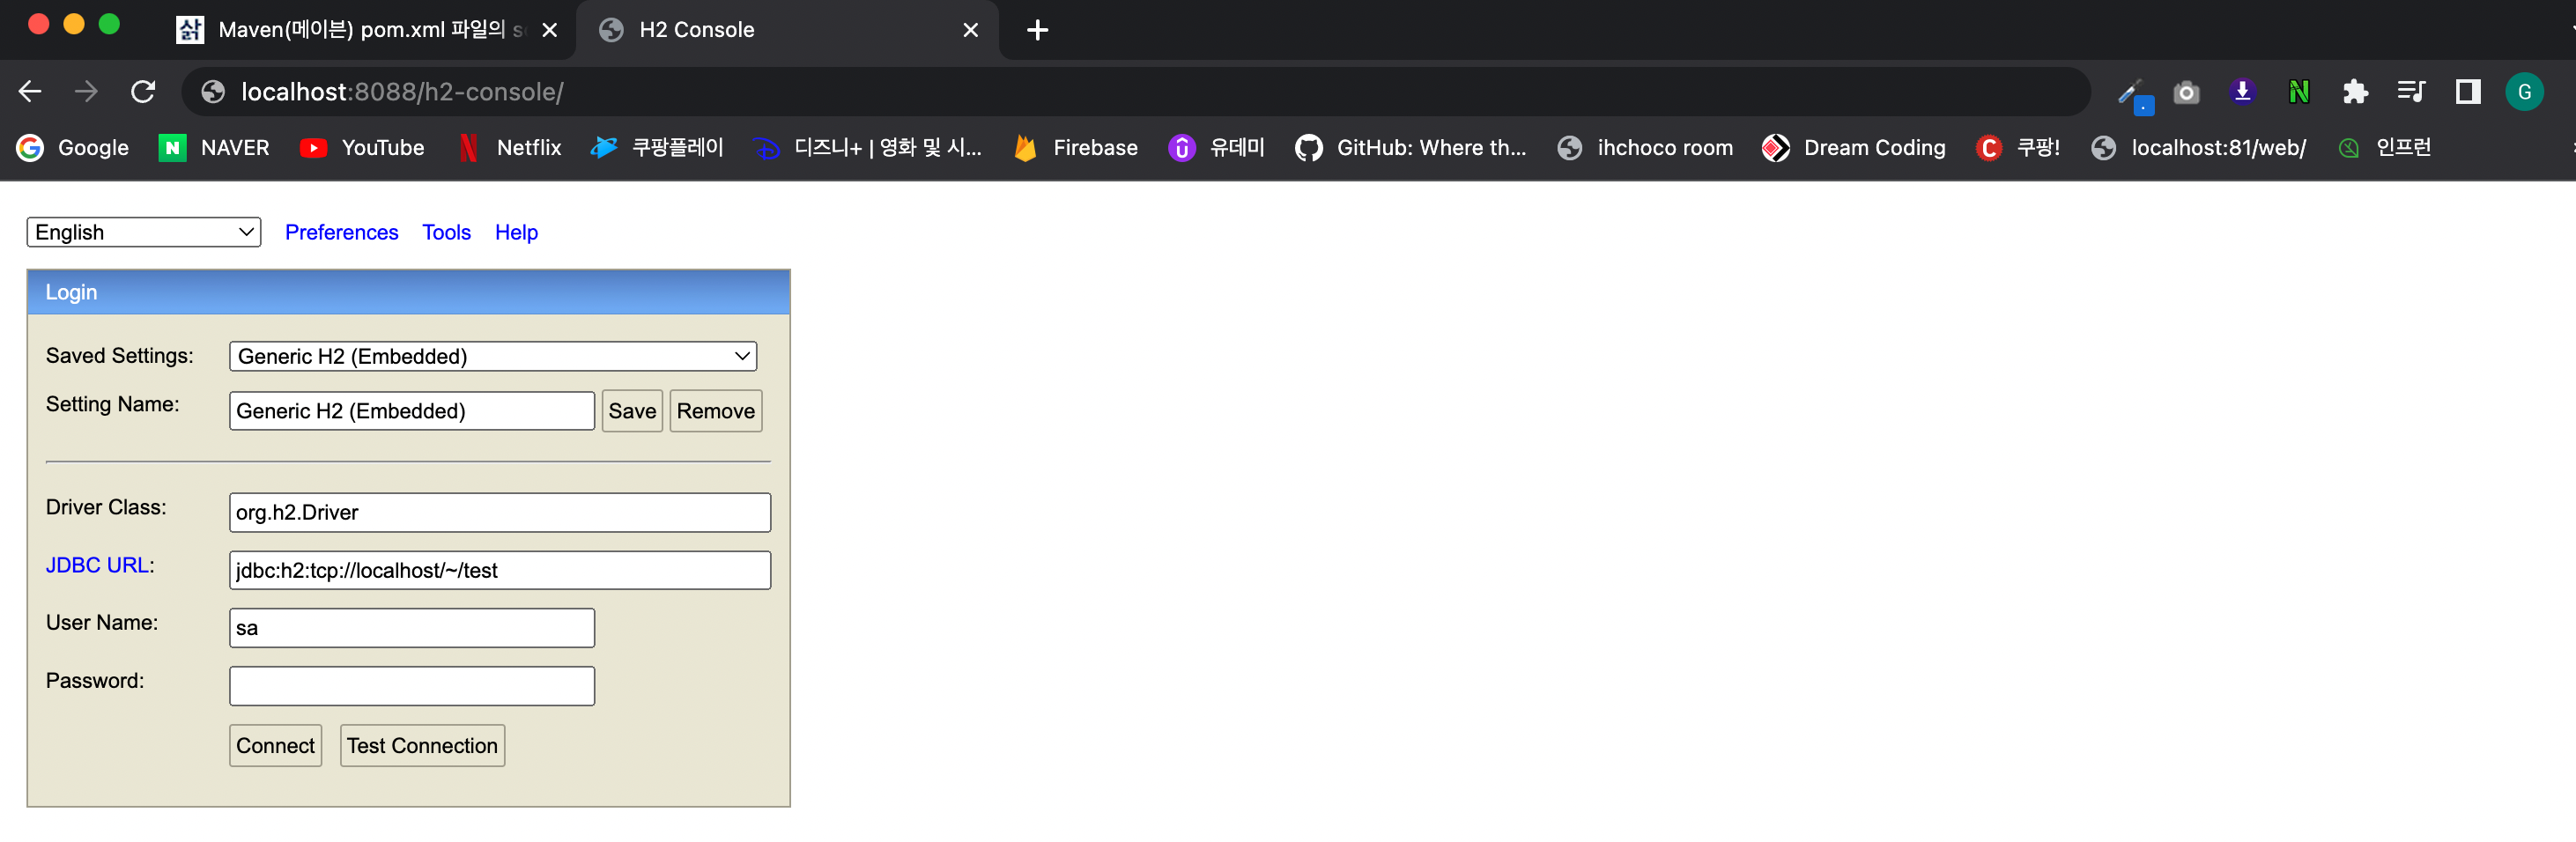 Maven(메이븐) pom.xml 파일의
H2 Console
localhost:8088/h2-console/
G
Google NAVER YouTube Netflix 쿠팡플레이 디즈니+ | 영화 및 시... Firebase 유데미 GitHub: Where th... ihchoco room Dream Coding 쿠팡! localhost:81/web/ 인프런
English Preferences Tools Help
Login
Saved Settings: Generic H2 (Embedded)
Setting Name: Generic H2 (Embedded) Save Remove
Driver Class: org.h2.Driver
JDBC URL: jdbc:h2:tcp://localhost/~/test
User Name: sa
Password:
Connect Test Connection